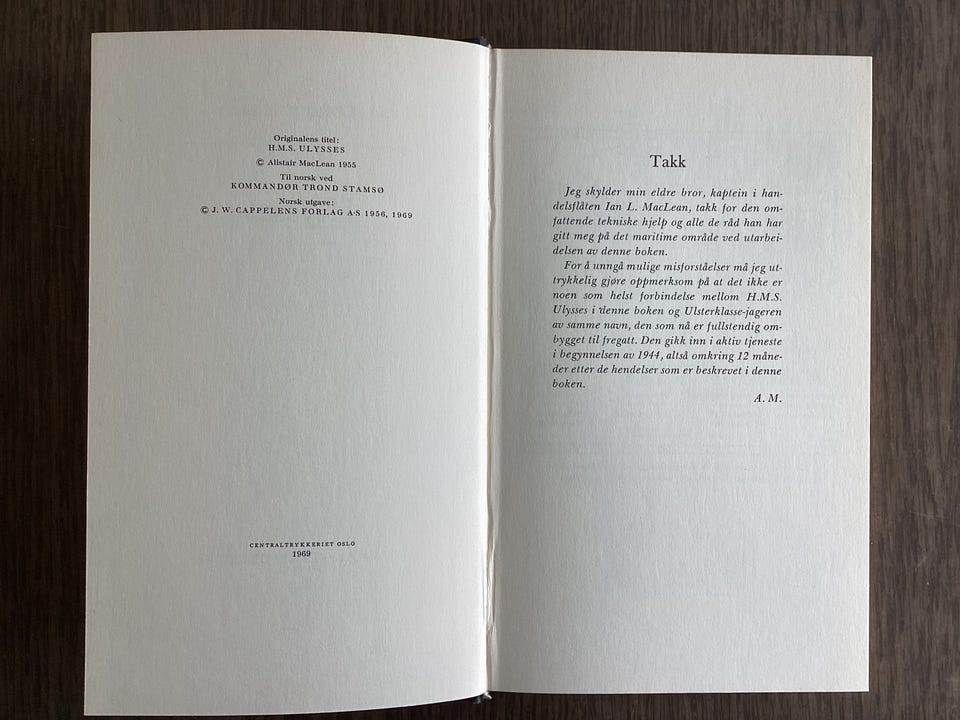 Originalens titel:
H.M.S. ULYSSES
© Alistair MacLean 1955
Til norsk ved
KOMMANDØR TROND STAMSØ
Norsk utgave:
© J. W. CAPPELENS FORLAG A·S 1956, 1969
CENTRALTRYKKERIET OSLO
1969
Takk
Jeg skylder min eldre bror, kaptein i han-
delsflåten Ian L. MacLean, takk for den om-
fattende tekniske hjelp og alle de råd han har
gitt meg på det maritime område ved utarbei-
delsen av denne boken.
For å unngå mulige misforståelser må jeg ut-
trykkelig gjøre oppmerksom på at det ikke er
noen som helst forbindelse mellom H.M.S.
Ulysses i denne boken og Ulsterklasse-jageren
av samme navn, den som nå er fullstendig om-
bygget til fregatt. Den gikk inn i aktiv tjeneste
i begynnelsen av 1944, altså omkring 12 måne-
der etter de hendelser som er beskrevet i denne
boken.
A. M.